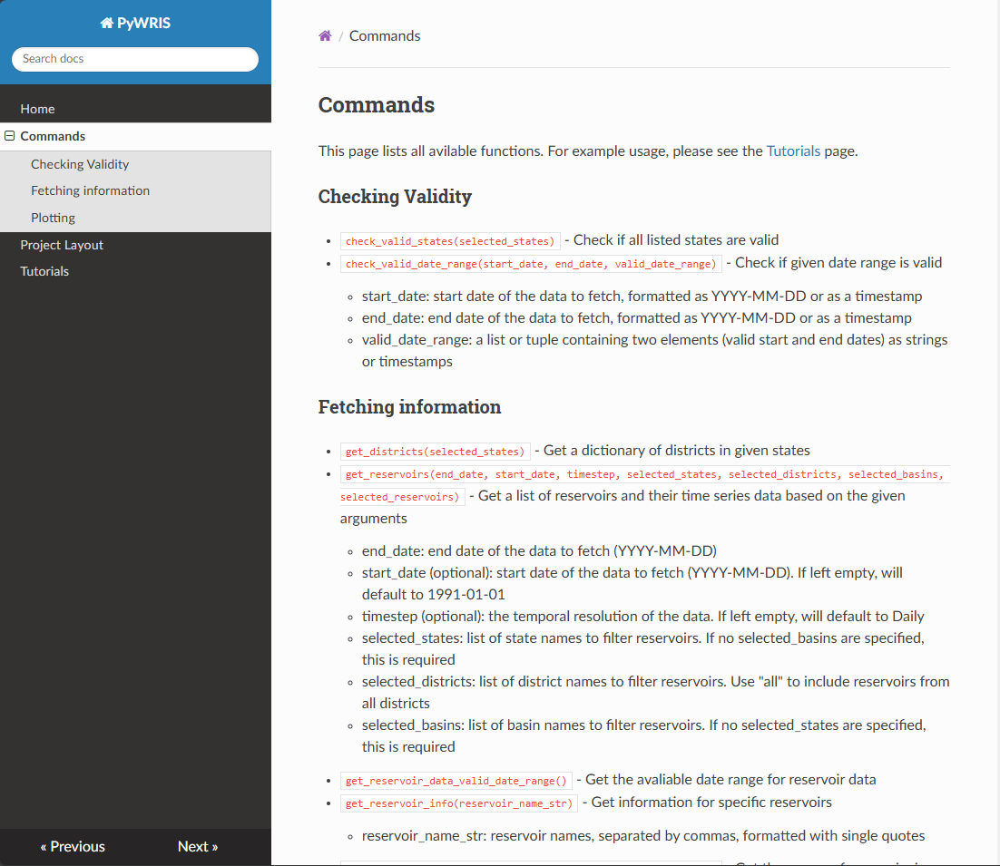 PyWRIS
Search docs
Home
Commands
Checking Validity
Fetching information
Plotting
Project Layout
Tutorials
« Previous Next »
/ Commands
Commands
This page lists all avilable functions. For example usage, please see the Tutorials page.
Checking Validity
check_valid_states(selected_states) - Check if all listed states are valid
check_valid_date_range(start_date, end_date, valid_date_range) - Check if given date range is valid
start_date: start date of the data to fetch, formatted as YYYY-MM-DD or as a timestamp
end_date: end date of the data to fetch, formatted as YYYY-MM-DD or as a timestamp
valid_date_range: a list or tuple containing two elements (valid start and end dates) as strings
or timestamps
Fetching information
get_districts(selected_states) - Get a dictionary of districts in given states
get_reservoirs(end_date, start_date, timestep, selected_states, selected_districts, selected_basins,
selected_reservoirs) - Get a list of reservoirs and their time series data based on the given
arguments
end_date: end date of the data to fetch (YYYY-MM-DD)
start_date (optional): start date of the data to fetch (YYYY-MM-DD). If left empty, will
default to 1991-01-01
timestep (optional): the temporal resolution of the data. If left empty, will default to Daily
selected_states: list of state names to filter reservoirs. If no selected_basins are specified,
this is required
selected_districts: list of district names to filter reservoirs. Use "all" to include reservoirs from
all districts
selected_basins: list of basin names to filter reservoirs. If no selected_states are specified,
this is required
get_reservoir_data_valid_date_range() - Get the avaliable date range for reservoir data
get_reservoir_info(reservoir_name_str) - Get information for specific reservoirs
reservoir_name_str: reservoir names, separated by commas, formatted with single quotes